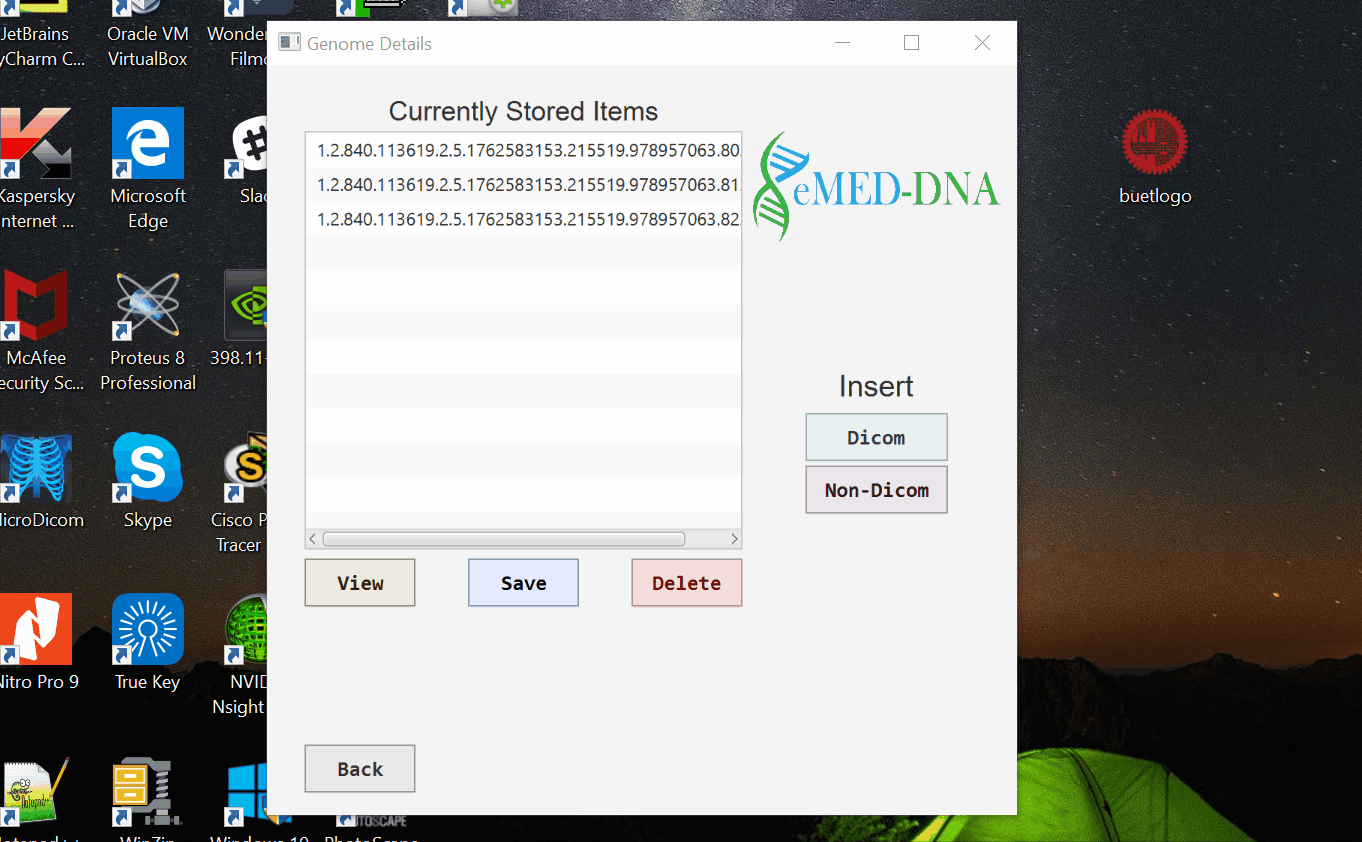 JetBrains
yCharm C...
Oracle VM
VirtualBox
Wonder
Filmo
Kaspersky
nternet ...
Microsoft
Edge
Slac
McAfee
ecurity Sc...
Proteus 8
Professional
398.11-
MicroDicom
Skype
Cisco P
Tracer
Nitro Pro 9
True Key
NVID
Nsight
Notepad++
WinZip
Windows 10
PhotoScape
Genome Details
Currently Stored Items
1.2.840.113619.2.5.1762583153.215519.978957063.80.
1.2.840.113619.2.5.1762583153.215519.978957063.81.
1.2.840.113619.2.5.1762583153.215519.978957063.82.
eMED-DNA
Insert
Dicom
Non-Dicom
View
Save
Delete
Back
buetlogo